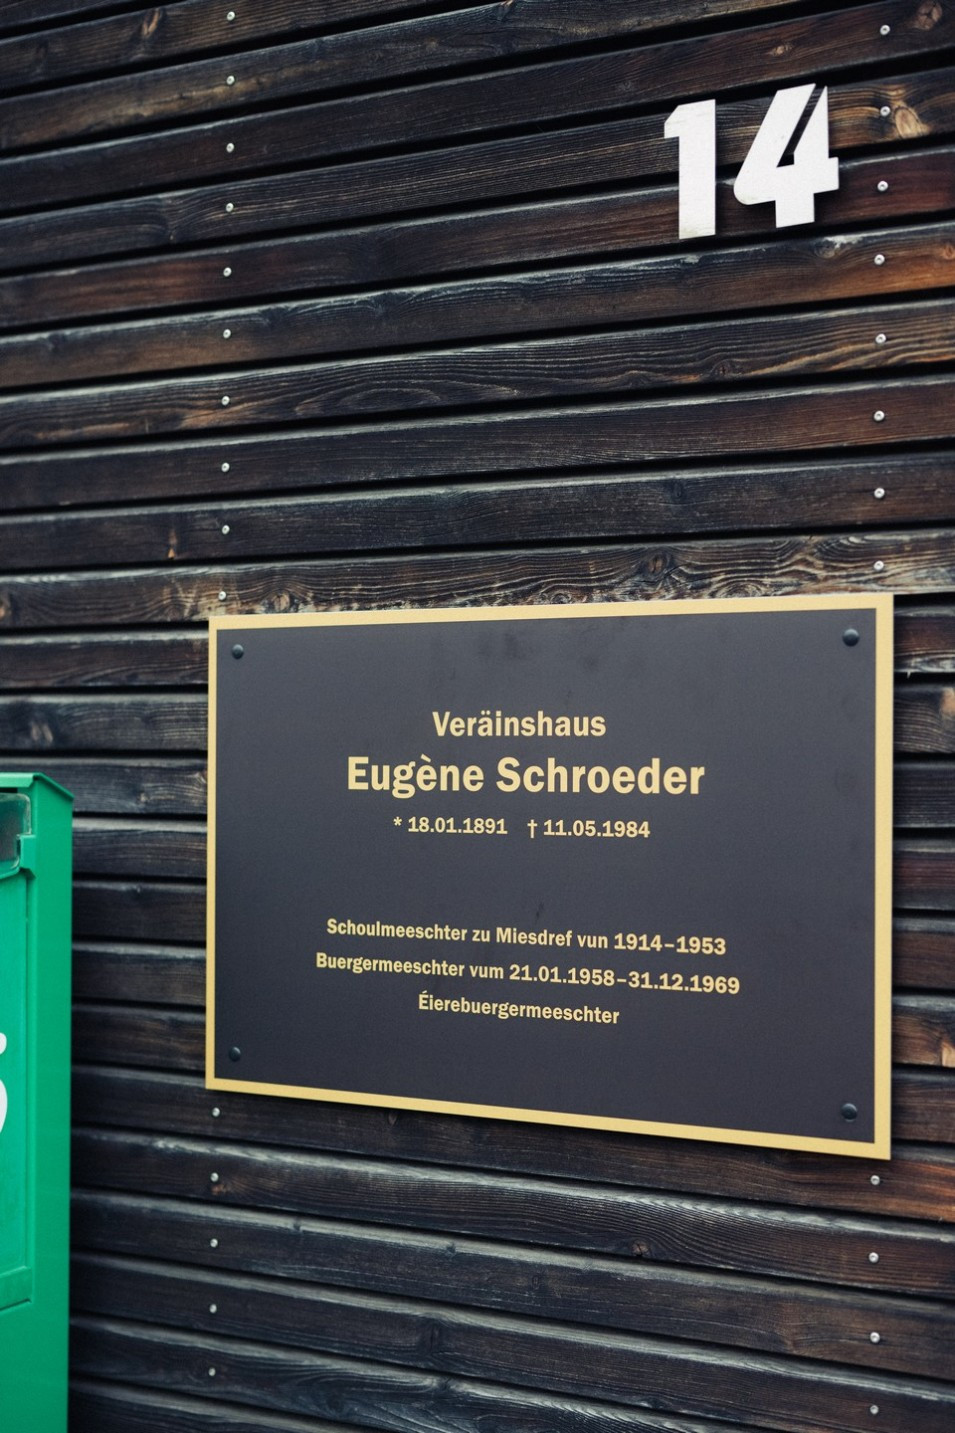 14
Veräinshaus
Eugène Schroeder
* 18.01.1891 † 11.05.1984
Schoulmeeschter zu Miesdref vun 1914–1953
Buergermeeschter vum 21.01.1958–31.12.1969
Éierebuergermeeschter